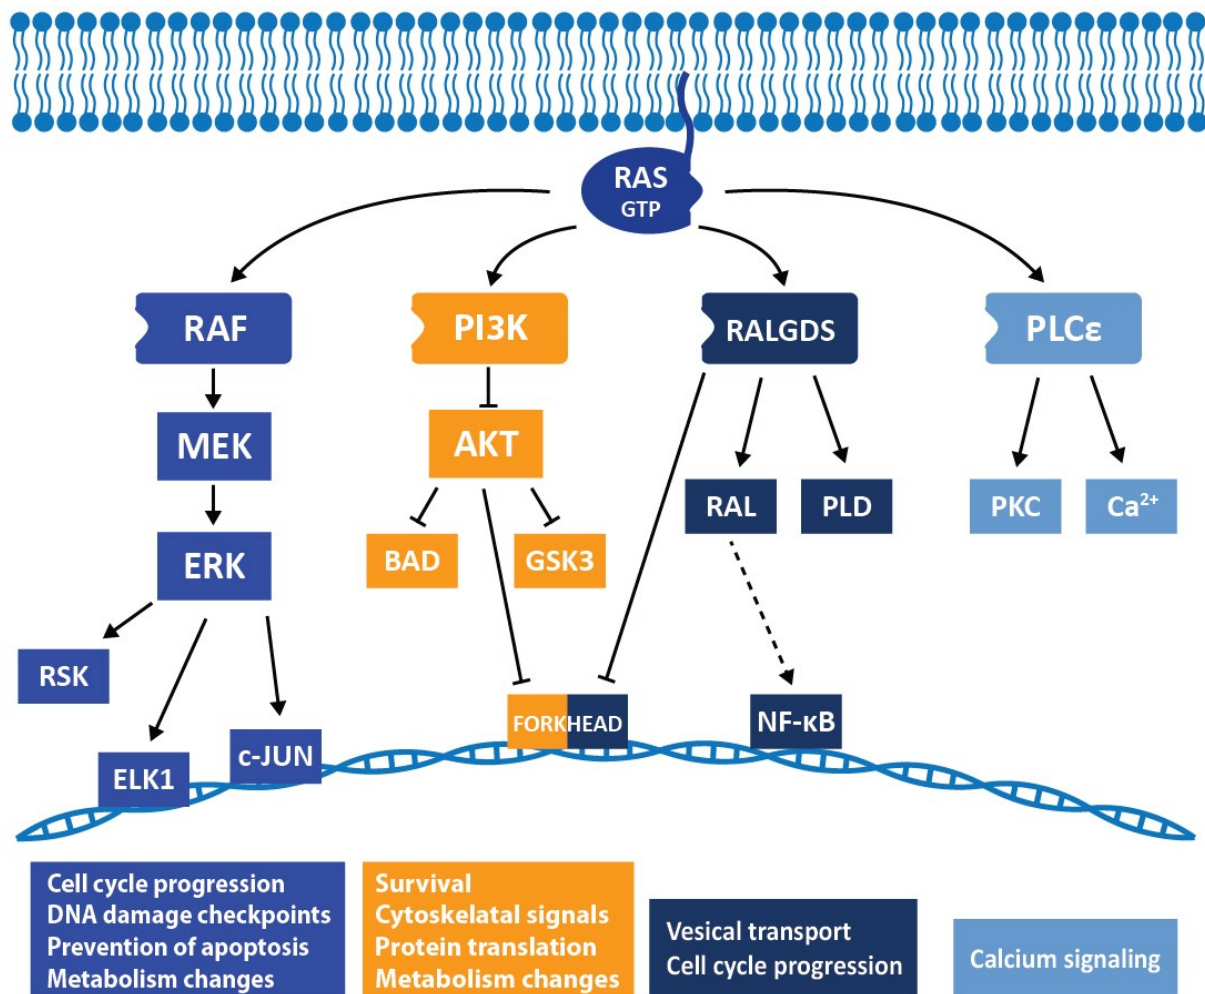 RAS
GTP
RAF
PI3K
RALGDS
PLCε
MEK
AKT
RAL
PLD
PKC
Ca²⁺
ERK
BAD
GSK3
RSK
FORKHEAD
NF-κB
c-JUN
ELK1
Cell cycle progression
DNA damage checkpoints
Prevention of apoptosis
Metabolism changes
Survival
Cytoskelatal signals
Protein translation
Metabolism changes
Vesical transport
Cell cycle progression
Calcium signaling